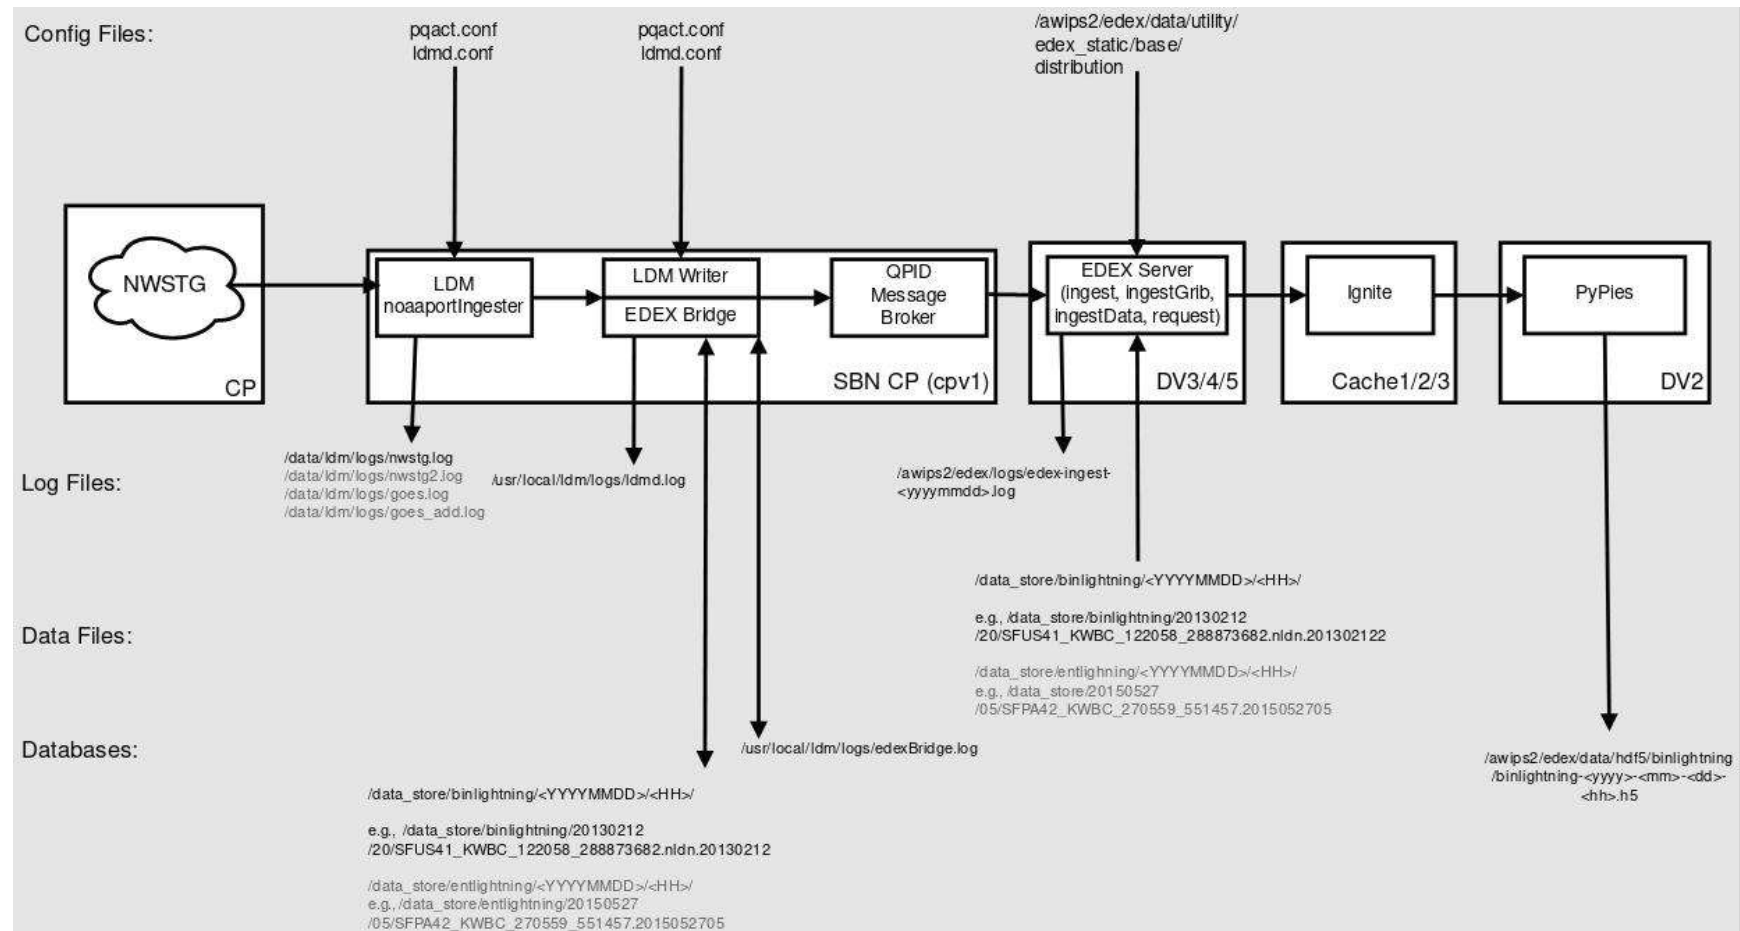 Config Files:
pqact.conf
ldmd.conf
pqact.conf
ldmd.conf
/awips2/edex/data/utility/
edex_static/base/
distribution
NWSTG
CP
LDM
noaaportIngester
LDM Writer
EDEX Bridge
QPID
Message
Broker
SBN CP (cpv1)
EDEX Server
(ingest, ingestGrib,
ingestData, request)
DV3/4/5
Ignite
Cache1/2/3
PyPies
DV2
Log Files:
/data/ldm/logs/nwstg.log
/data/ldm/logs/nwstg2.log
/data/ldm/logs/goes.log
/data/ldm/logs/goes_add.log
/usr/local/ldm/logs/ldmd.log
/awips2/edex/logs/edex-ingest-
<yyyymmdd>.log
Data Files:
/data_store/binlightning/<YYYYMMDD>/<HH>/
e.g., /data_store/binlightning/20130212
/20/SFUS41_KWBC_122058_288873682.nldn.201302122
/data_store/entlighning/<YYYYMMDD>/<HH>/
e.g., /data_store/20150527
/05/SFPA42_KWBC_270559_551457.2015052705
Databases:
/usr/local/ldm/logs/edexBridge.log
/data_store/binlightning/<YYYYMMDD>/<HH>/
e.g., /data_store/binlightning/20130212
/20/SFUS41_KWBC_122058_288873682.nldn.20130212
/data_store/entlightning/<YYYYMMDD>/<HH>/
e.g., /data_store/entlightning/20150527
/05/SFPA42_KWBC_270559_551457.2015052705
/awips2/edex/data/hdf5/binlightning
/binlightning-<yyyy>-<mm>-<dd>-
<hh>.h5